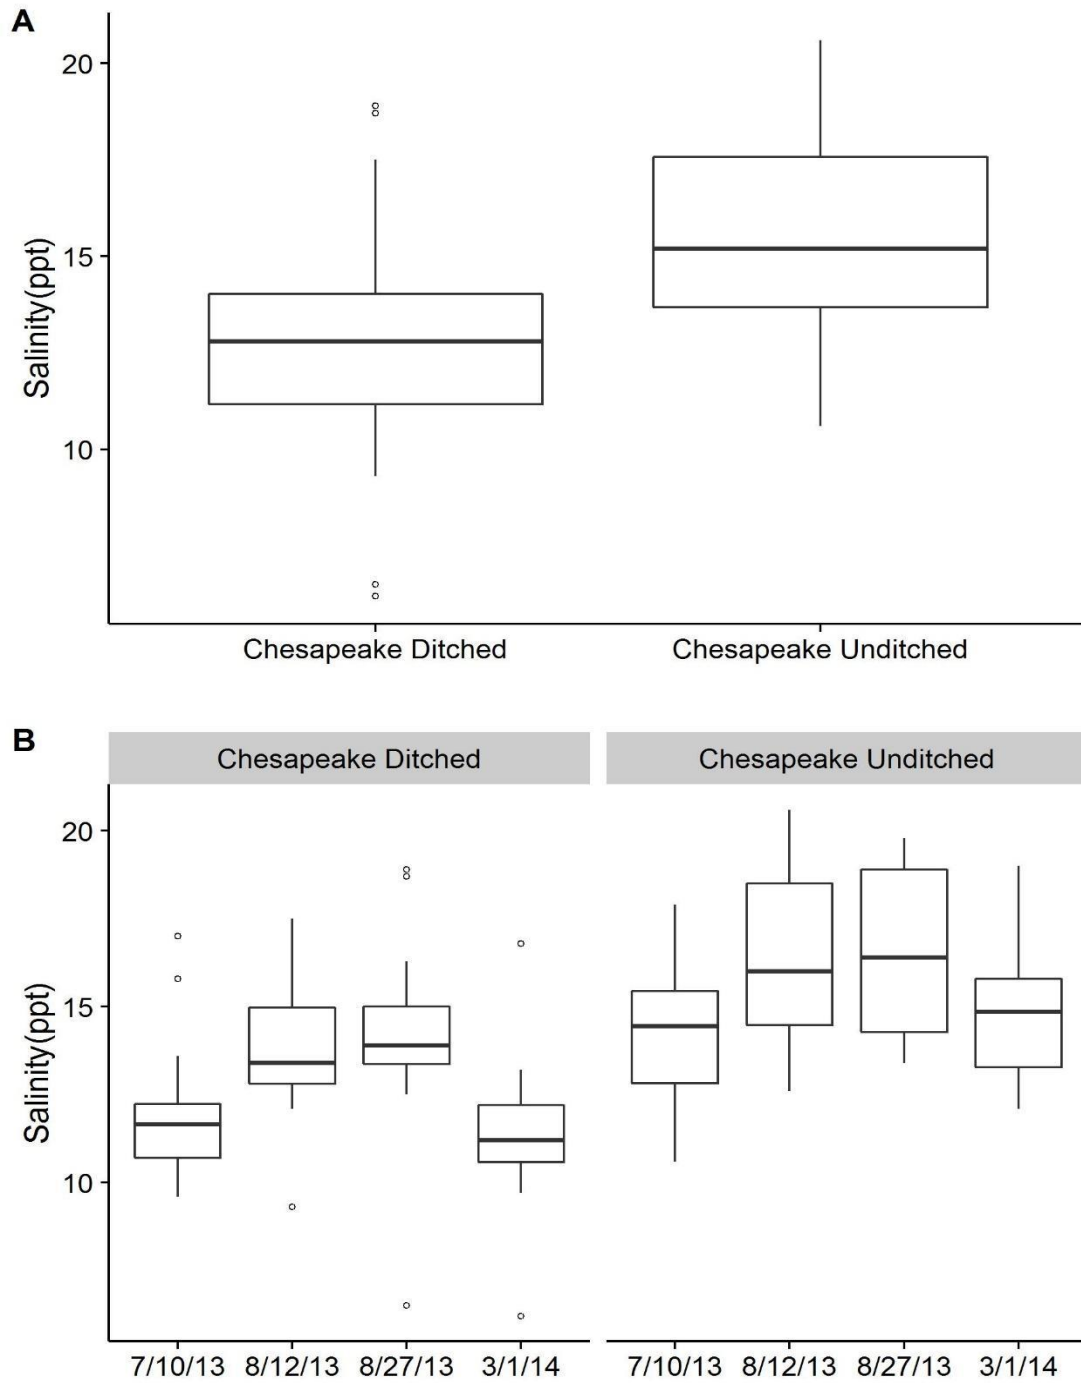 A
20
15
10
Salinity(ppt)
Chesapeake Ditched Chesapeake Unditched
B
Chesapeake Ditched Chesapeake Unditched
20
15
10
Salinity(ppt)
7/10/13 8/12/13 8/27/13 3/1/14 7/10/13 8/12/13 8/27/13 3/1/14